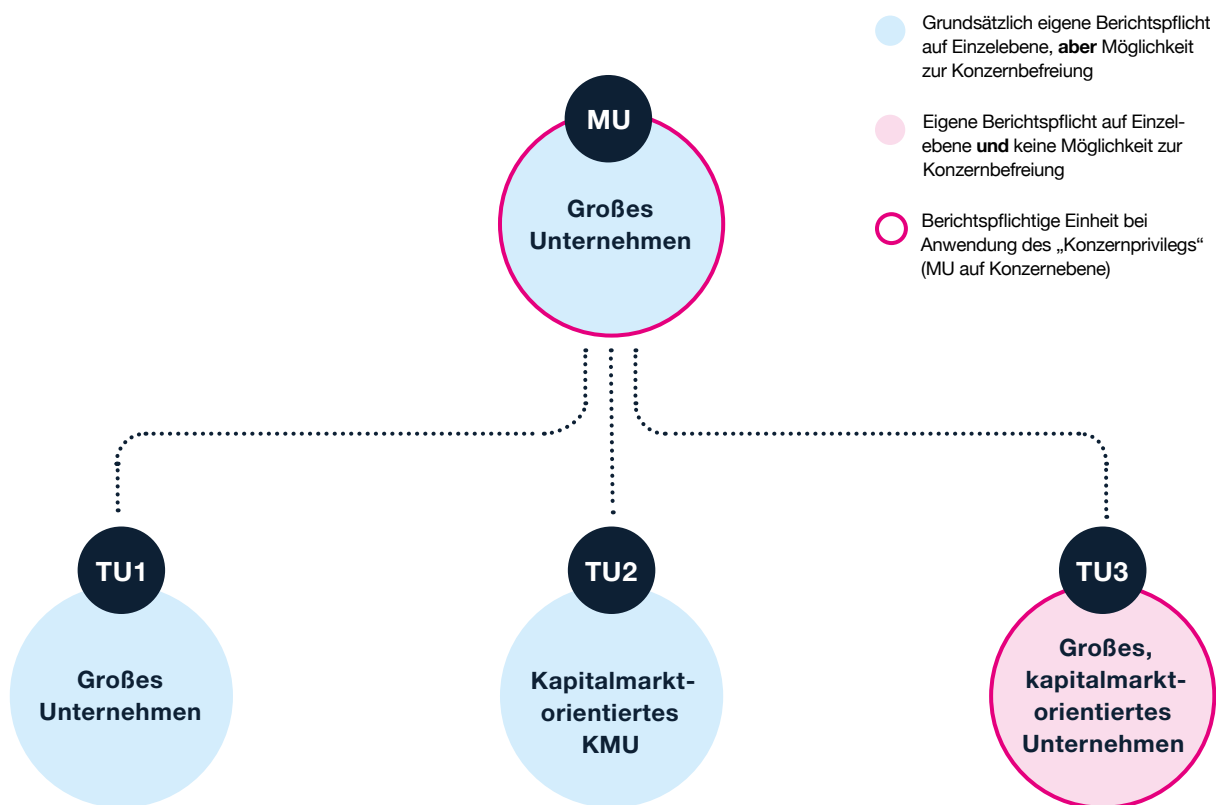 Grundsätzlich eigene Berichtspflicht
auf Einzelebene, aber Möglichkeit
zur Konzernbefreiung
Eigene Berichtspflicht auf Einzel-
ebene und keine Möglichkeit zur
Konzernbefreiung
Berichtspflichtige Einheit bei
Anwendung des „Konzernprivilegs“
(MU auf Konzernebene)
MU
Großes
Unternehmen
TU1
Großes
Unternehmen
TU2
Kapitalmarkt-
orientiertes
KMU
TU3
Großes,
kapitalmarkt-
orientiertes
Unternehmen